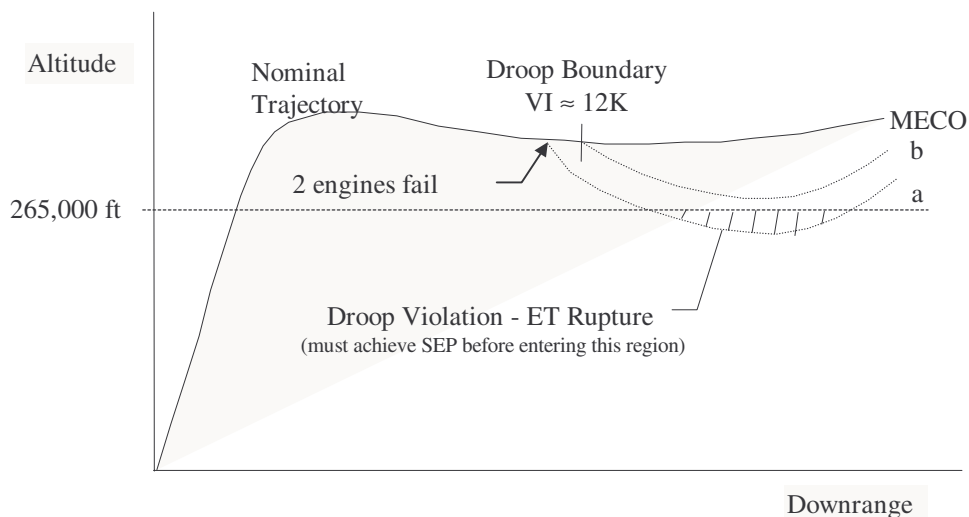 Altitude
Nominal
Trajectory
Droop Boundary
VI ≈ 12K
MECO
b
a
2 engines fail
265,000 ft
Droop Violation - ET Rupture
(must achieve SEP before entering this region)
Downrange